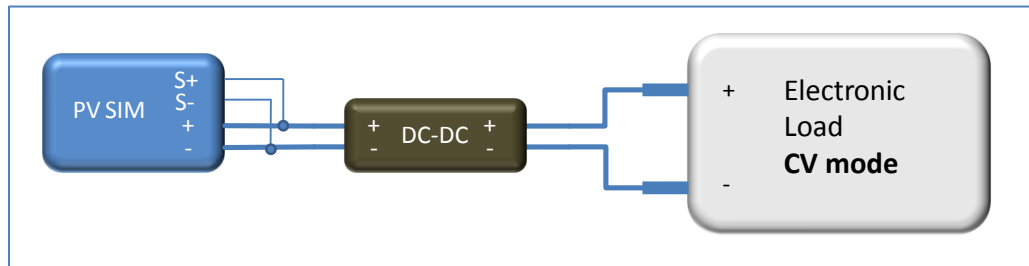 PV SIM
S+
S-
+
-
+
-
DC-DC
+
-
+
-
Electronic
Load
CV mode